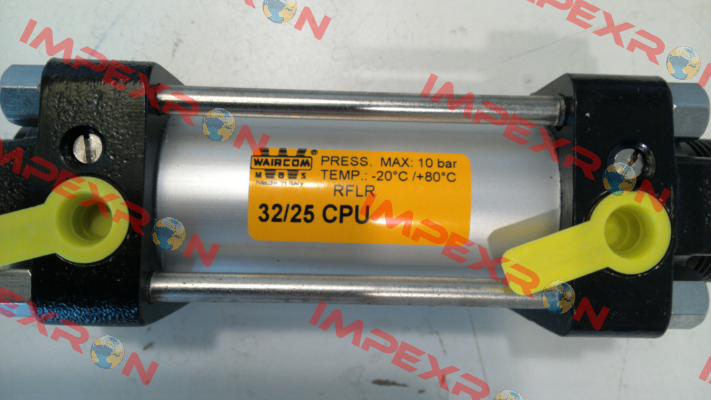 WAIRCOM
M B S
Made in Italy
PRESS. MAX: 10 bar
TEMP.: -20°C /+80°C
RFLR
32/25 CPU
IMPEXRON
IMPEXRON
IMPEXRON
IMPEXRON
IMPEXRON
IMPEXRON
IMPEXRON